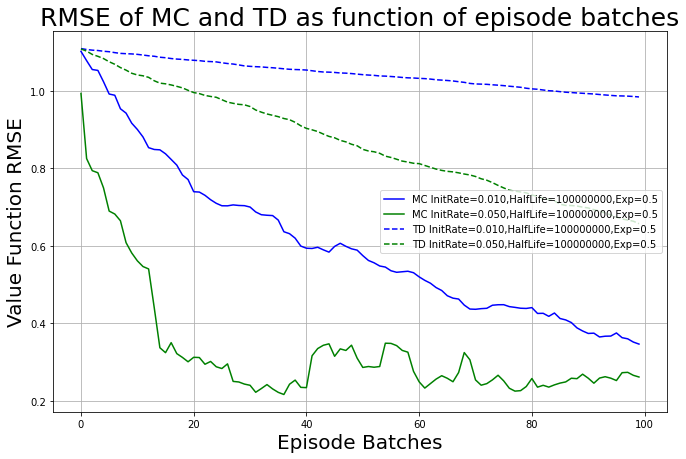 RMSE of MC and TD as function of episode batches
Value Function RMSE
1.0
0.8
0.6
0.4
0.2
MC InitRate=0.010,HalfLife=100000000,Exp=0.5
MC InitRate=0.050,HalfLife=100000000,Exp=0.5
TD InitRate=0.010,HalfLife=100000000,Exp=0.5
TD InitRate=0.050,HalfLife=100000000,Exp=0.5
0 20 40 60 80 100
Episode Batches